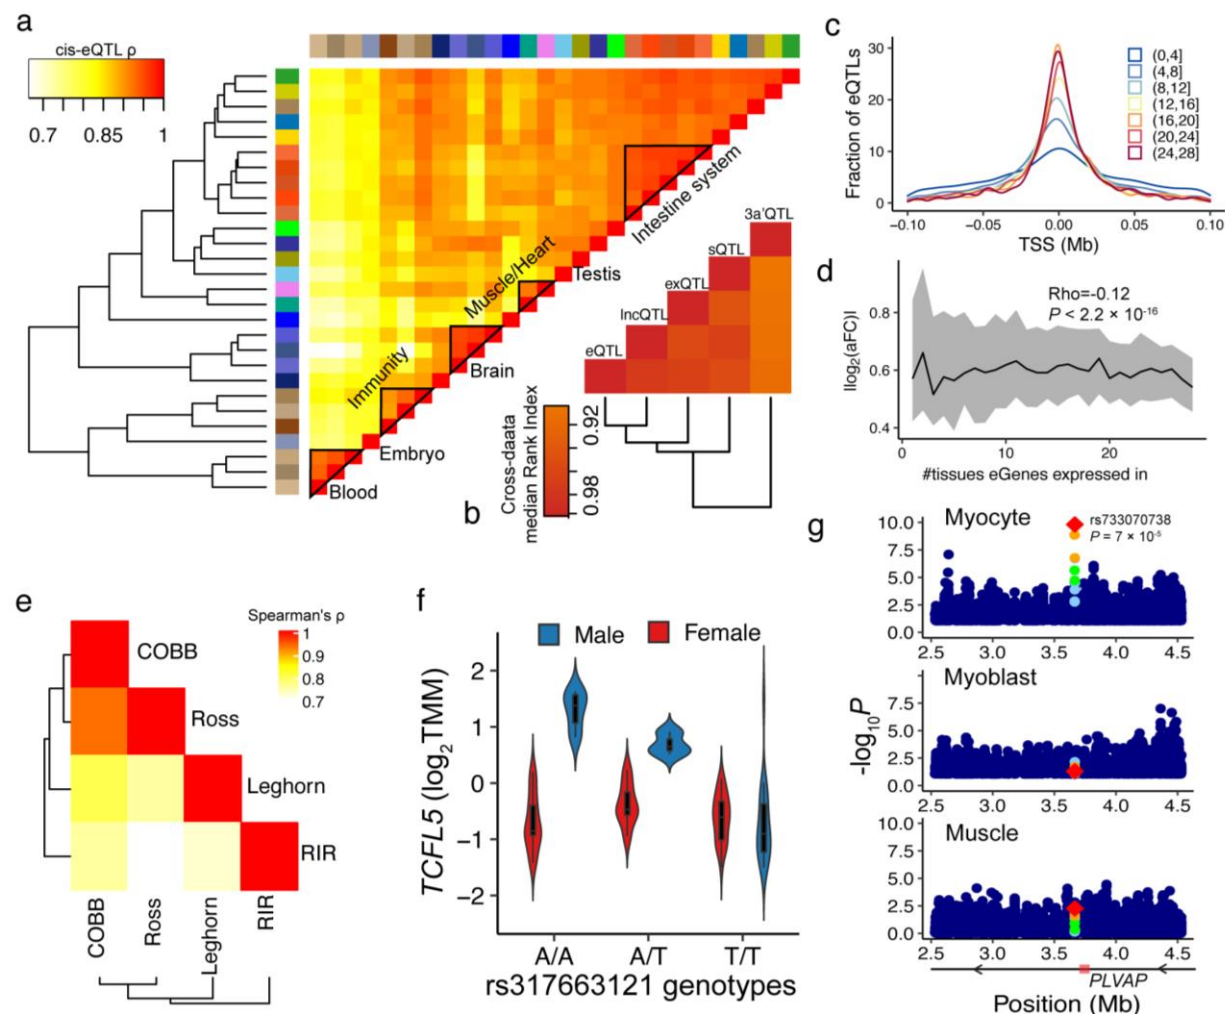 a
cis-eQTL ρ
0.7 0.85 1
Blood
Embryo
Immunity
Brain
Muscle/Heart
Testis
Intestine system
b
eQTL
lncQTL
exQTL
sQTL
3a'QTL
Cross-daata
median Rank Index
0.92
0.98
c
Fraction of eQTLs
30
20
10
0
−0.10 −0.05 0.00 0.05 0.10
TSS (Mb)
(0,4]
(4,8]
(8,12]
(12,16]
(16,20]
(20,24]
(24,28]
d
|log2(aFC)|
0.8
0.6
0.4
Rho=-0.12
P < 2.2 × 10-16
0 10 20
#tissues eGenes expressed in
e
Spearman's ρ
1
0.9
0.8
0.7
COBB
Ross
Leghorn
RIR
COBB
Ross
Leghorn
RIR
f
Male Female
TCFL5 (log2TMM)
2
1
0
−1
−2
A/A A/T T/T
rs317663121 genotypes
g
-log10P
Myocyte
rs733070738
P = 7 × 10-5
10.0
7.5
5.0
2.5
0.0
2.5 3.0 3.5 4.0 4.5
Myoblast
10.0
7.5
5.0
2.5
0.0
2.5 3.0 3.5 4.0 4.5
Muscle
10.0
7.5
5.0
2.5
0.0
2.5 3.0 3.5 4.0 4.5
PLVAP
Position (Mb)